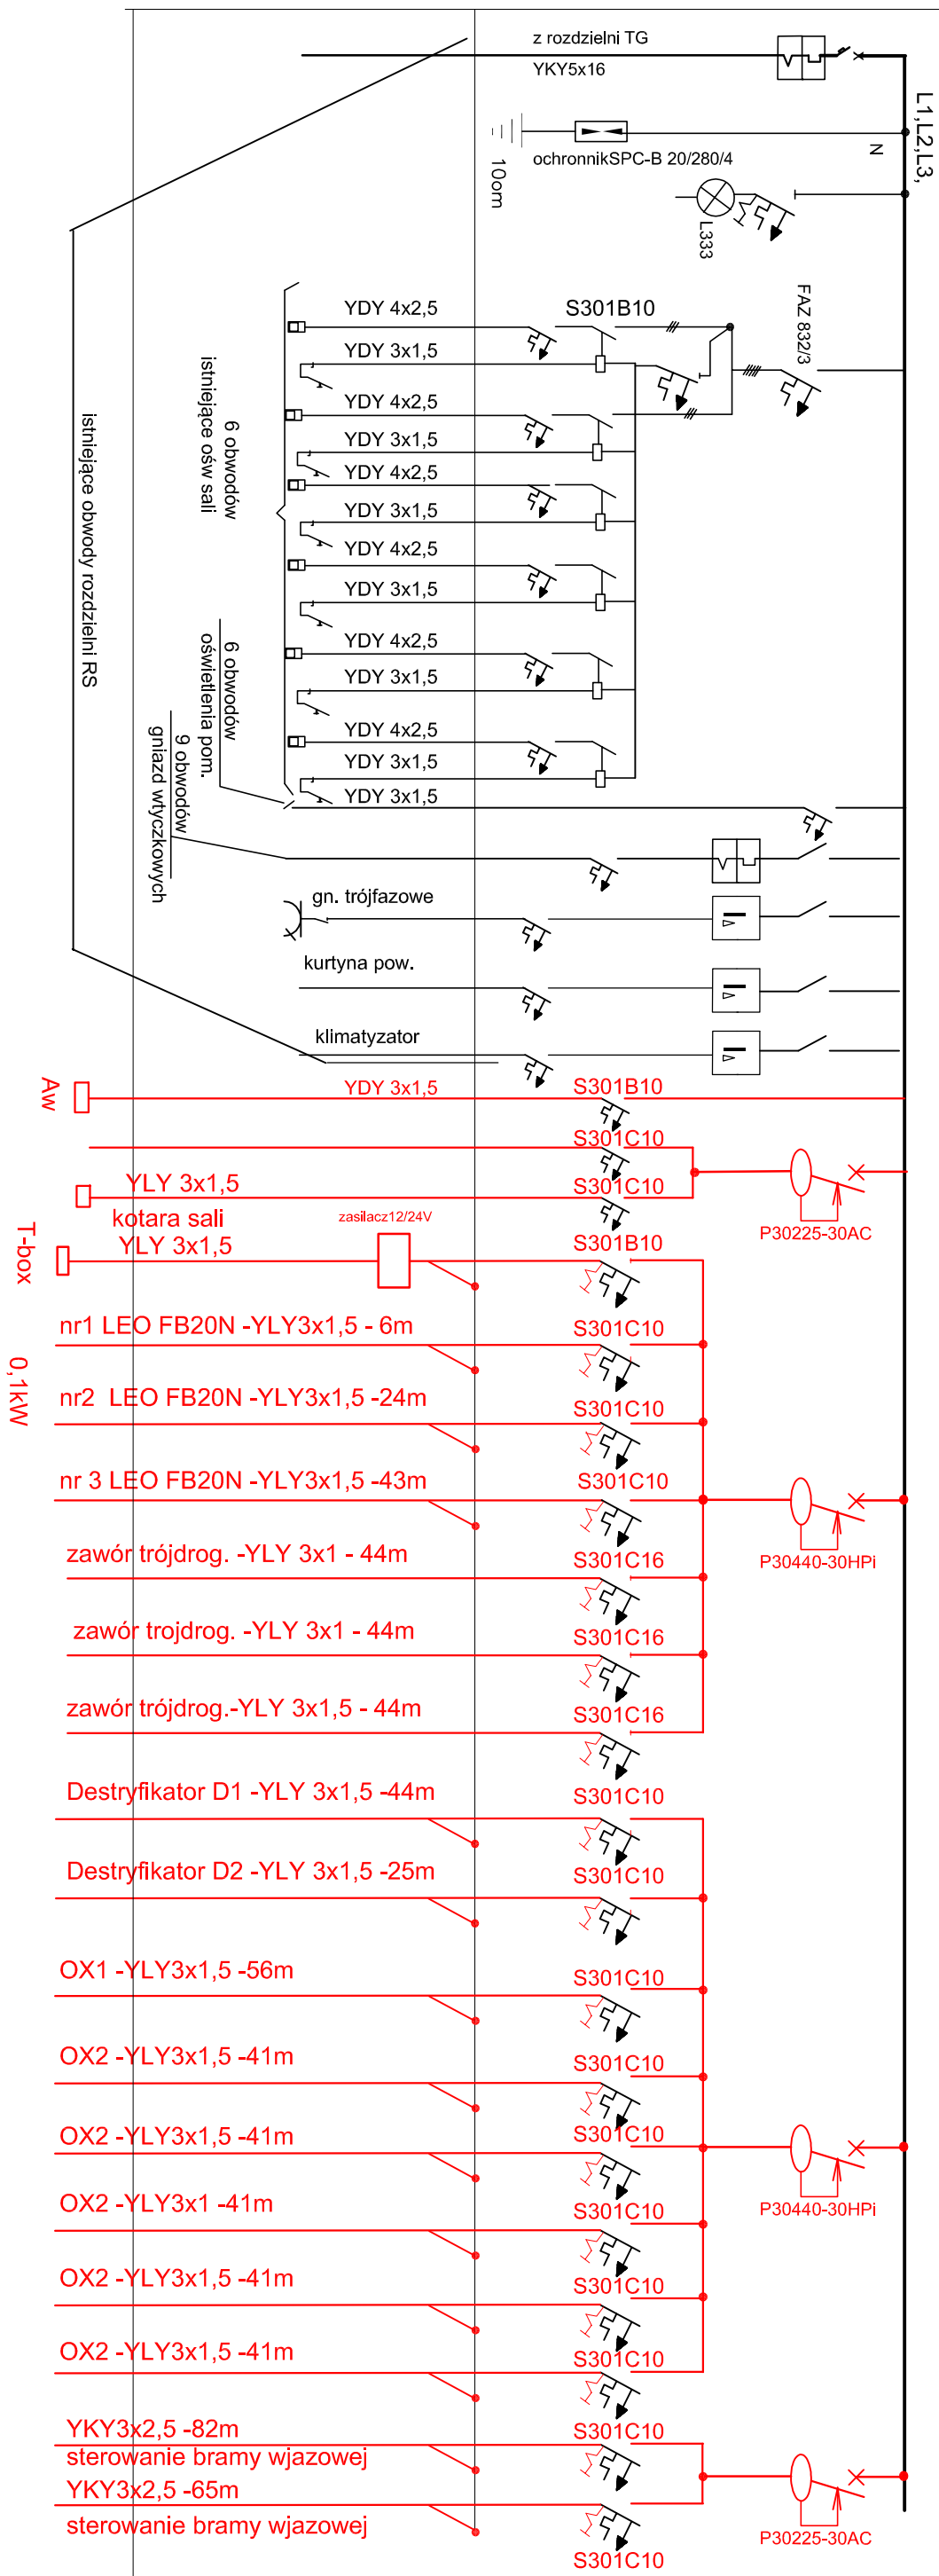 z rozdzielni TG
YKY5x16
L1,L2,L3,
N
ochronnikSPC-B 20/280/4
10om
L333
FAZ 832/3
YDY 4x2,5
S301B10
YDY 3x1,5
YDY 4x2,5
YDY 3x1,5
YDY 4x2,5
YDY 3x1,5
YDY 4x2,5
YDY 3x1,5
YDY 4x2,5
YDY 3x1,5
YDY 4x2,5
YDY 3x1,5
YDY 3x1,5
6 obwodów
istniejące ośw sali
istniejące obwody rozdzielni RS
6 obwodów
oświetlenia pom.
9 obwodów
gniazd wtyczkowych
gn. trójfazowe
kurtyna pow.
klimatyzator
Aw
YDY 3x1,5
S301B10
S301C10
YLY 3x1,5
S301C10
P30225-30AC
kotara sali
zasilacz12/24V
T-box
YLY 3x1,5
S301B10
nr1 LEO FB20N -YLY3x1,5 - 6m
S301C10
0,1kW
nr2 LEO FB20N -YLY3x1,5 -24m
S301C10
nr 3 LEO FB20N -YLY3x1,5 -43m
S301C10
P30440-30HPi
zawór trójdrog. -YLY 3x1 - 44m
S301C16
zawór trojdrog. -YLY 3x1 - 44m
S301C16
zawór trójdrog.-YLY 3x1,5 - 44m
S301C16
Destryfikator D1 -YLY 3x1,5 -44m
S301C10
Destryfikator D2 -YLY 3x1,5 -25m
S301C10
OX1 -YLY3x1,5 -56m
S301C10
OX2 -YLY3x1,5 -41m
S301C10
OX2 -YLY3x1,5 -41m
S301C10
P30440-30HPi
OX2 -YLY3x1 -41m
S301C10
OX2 -YLY3x1,5 -41m
S301C10
OX2 -YLY3x1,5 -41m
S301C10
YKY3x2,5 -82m
S301C10
sterowanie bramy wjazowej
YKY3x2,5 -65m
sterowanie bramy wjazowej
P30225-30AC
S301C10